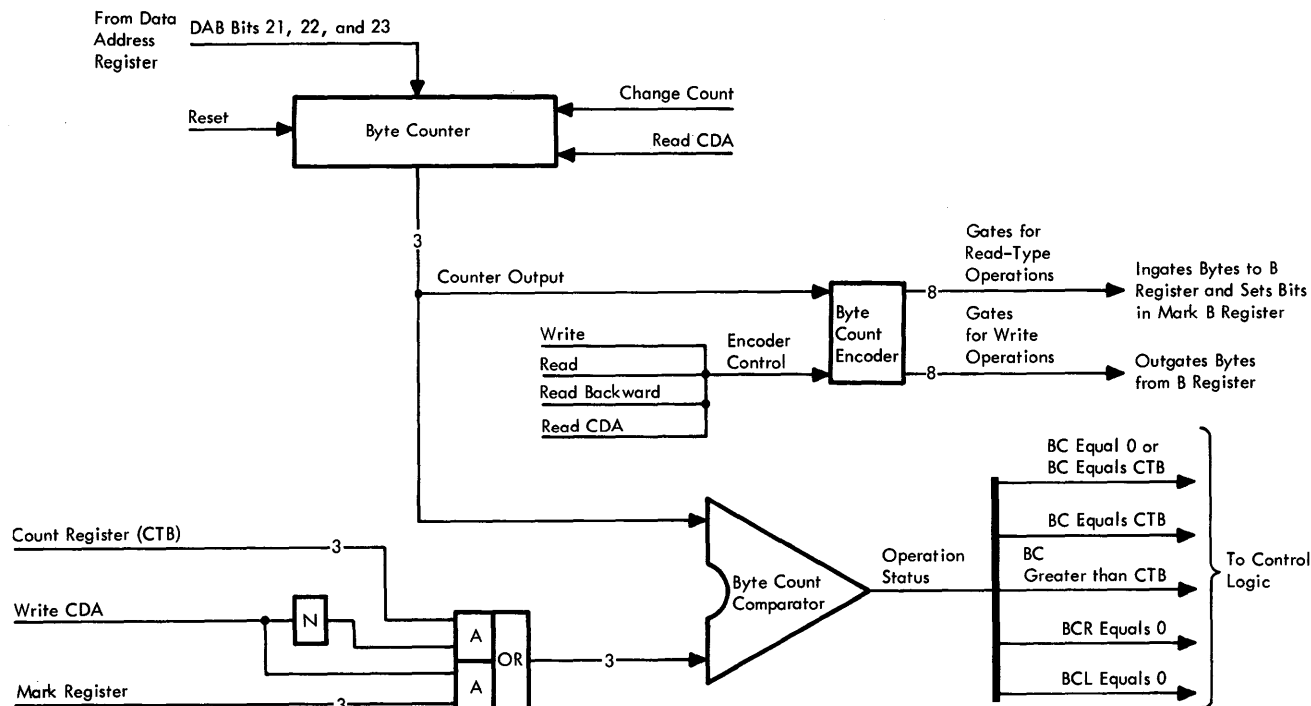 From Data
Address
Register
DAB Bits 21, 22, and 23
Change Count
Reset
Byte Counter
Read CDA
3
Counter Output
Gates for
Read-Type
Operations
8
Ingates Bytes to B
Register and Sets Bits
in Mark B Register
Byte
Count
Encoder
Write
Read
Read Backward
Read CDA
Encoder
Control
Gates
for Write
Operations
8
Outgates Bytes
from B Register
BC Equal 0 or
BC Equals CTB
BC Equals CTB
BC
Greater than CTB
BCR Equals 0
BCL Equals 0
To Control
Logic
Operation
Status
Byte Count
Comparator
Count Register (CTB)
3
Write CDA
N
A
OR
3
A
Mark Register
3